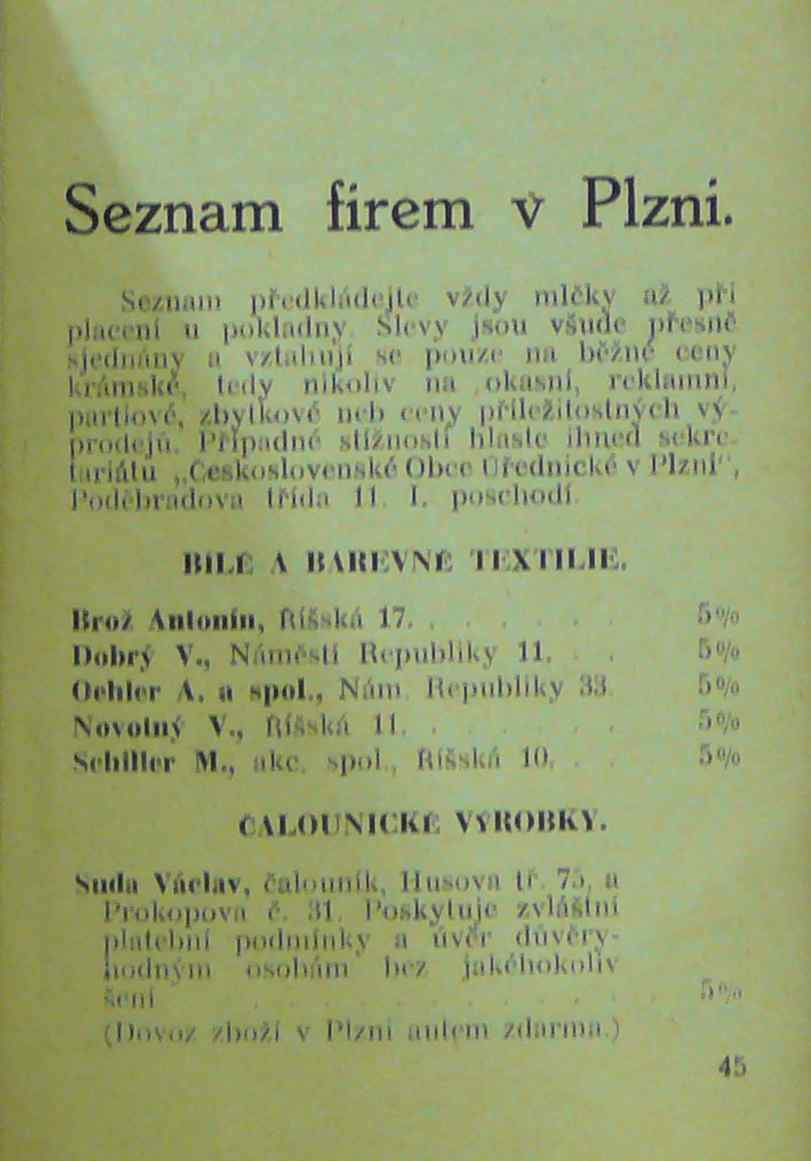 Seznam firem v Plzni.
Seznam předkládejte vždy mlčky až při
placení u pokladny. Slevy jsou všude přesně
sjednány a vztahují se pouze na běžné ceny
krámské, tedy nikoliv na okasní, reklamní,
partiové, zbytkové neb ceny příležitostných vý-
prodejů. Případné stížnosti hlaste ihned sekre-
tariátu „Československé Obce Úřednické v Plzni",
Poděbradova třída 11 I. poschodí.
BÍLÉ A BAREVNÉ TEXTILIE.
Brož Antonín, Říšská 17. . . . . . . 5%
Dobrý V., Náměstí Republiky 11. . . 5%
Oehler A. a spol., Nám. Republiky 33. 5%
Novotný V., Říšská 11. . . . . . 5%
Schiller M., akc. spol., Říšská 10. . . 5%
ČALOUNICKÉ VÝROBKY.
Suda Václav, čalouník, Husova tř. 75, a
Prokopova č. 31. Poskytuje zvláštní
platební podmínky a úvěr důvěry-
hodným osobám bez jakéhokoliv
5%
(Dovoz zboží v Plzni autem zdarma.)
45